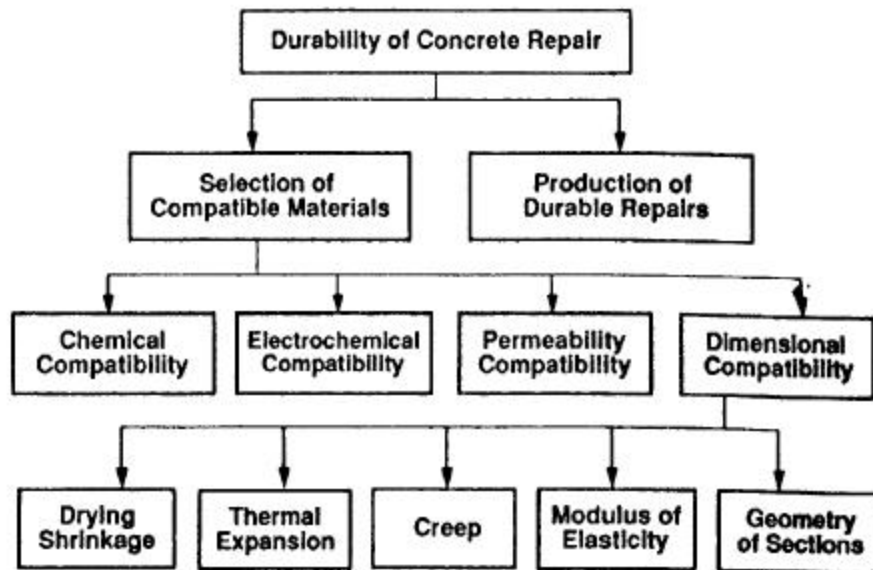 Durability of Concrete Repair
Selection of
Compatible Materials
Production of
Durable Repairs
Chemical
Compatibility
Electrochemical
Compatibility
Permeability
Compatibility
Dimensional
Compatibility
Drying
Shrinkage
Thermal
Expansion
Creep
Modulus of
Elasticity
Geometry
of Sections